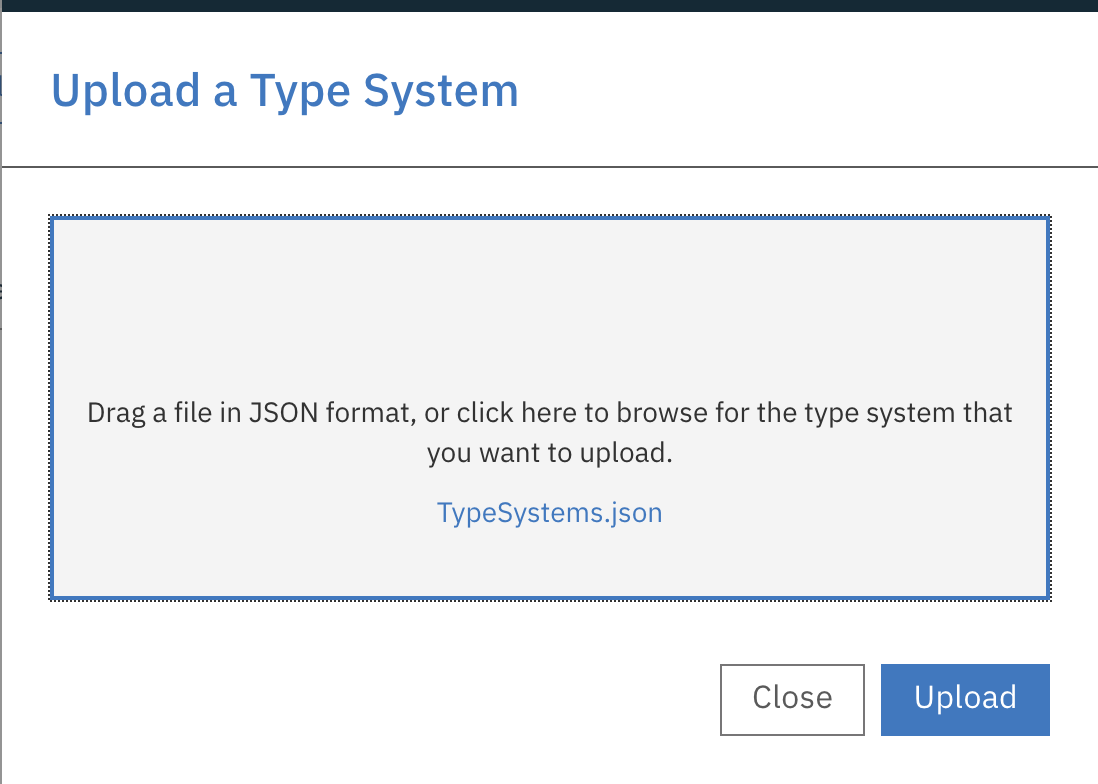 Upload a Type System
Drag a file in JSON format, or click here to browse for the type system that
you want to upload.
TypeSystems.json
Close
Upload